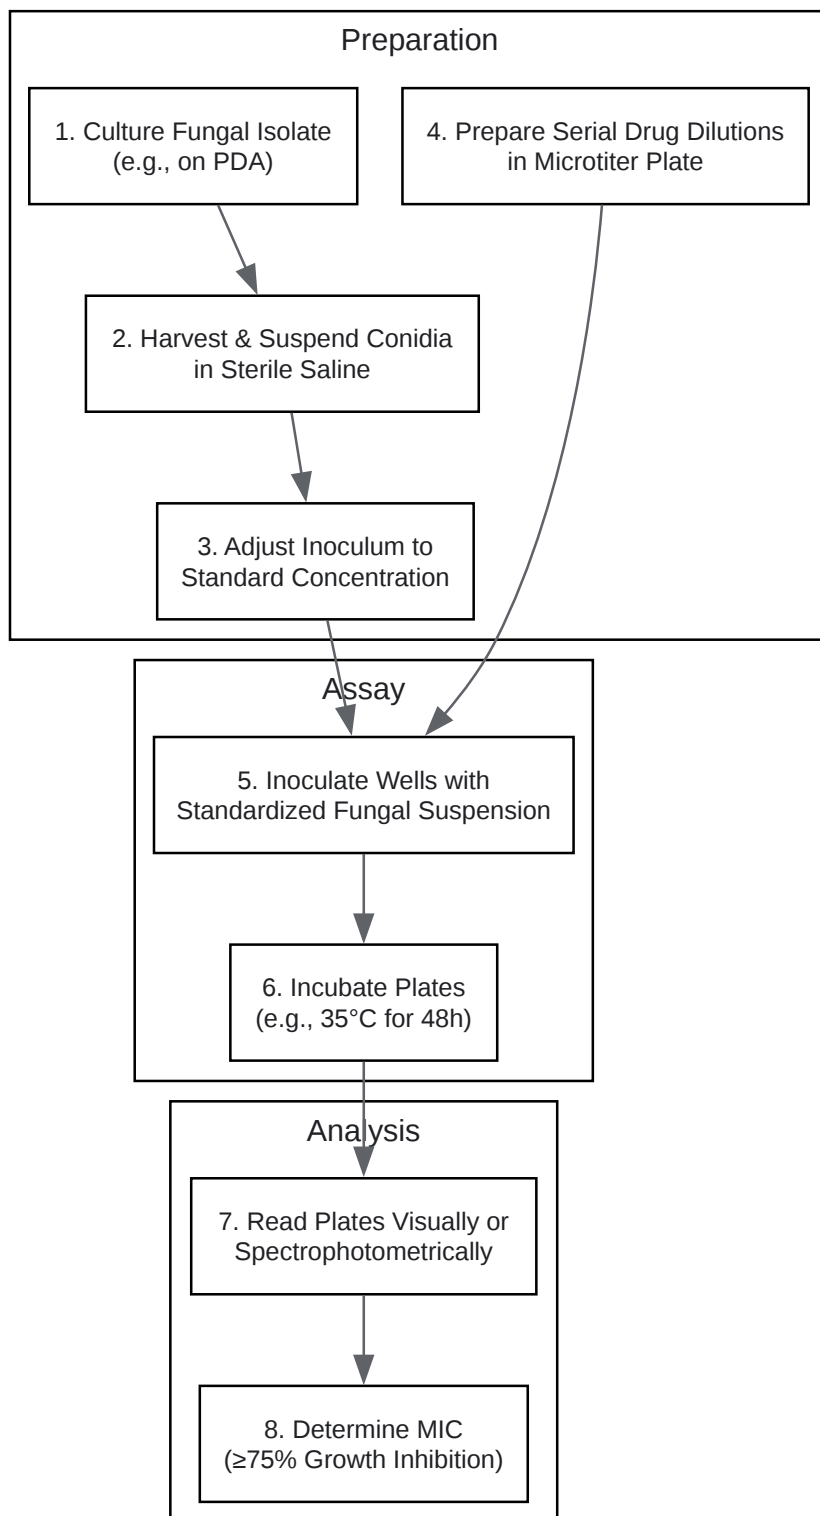 Preparation
1. Culture Fungal Isolate
(e.g., on PDA)
4. Prepare Serial Drug Dilutions
in Microtiter Plate
2. Harvest & Suspend Conidia
in Sterile Saline
3. Adjust Inoculum to
Standard Concentration
Assay
5. Inoculate Wells with
Standardized Fungal Suspension
6. Incubate Plates
(e.g., 35°C for 48h)
Analysis
7. Read Plates Visually or
Spectrophotometrically
8. Determine MIC
(≥75% Growth Inhibition)